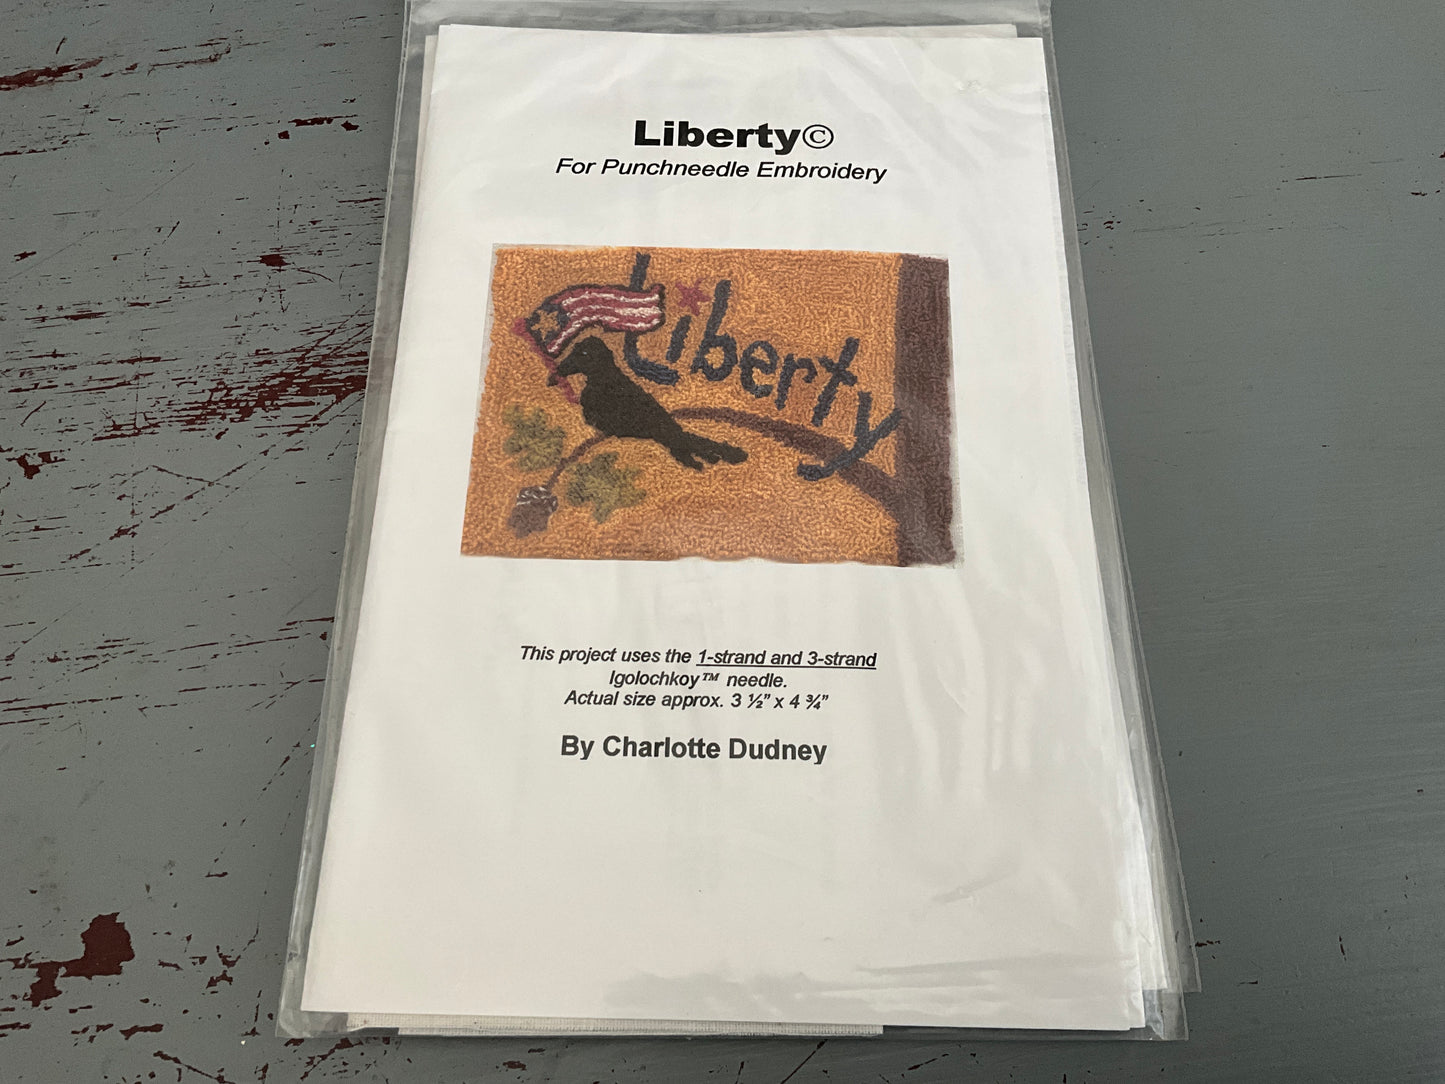 Liberty©
For Punchneedle Embroidery
Liberty
This project uses the 1-strand and 3-strand
Igolochkoy™ needle.
Actual size approx. 3 ½” x 4 ¾”
By Charlotte Dudney